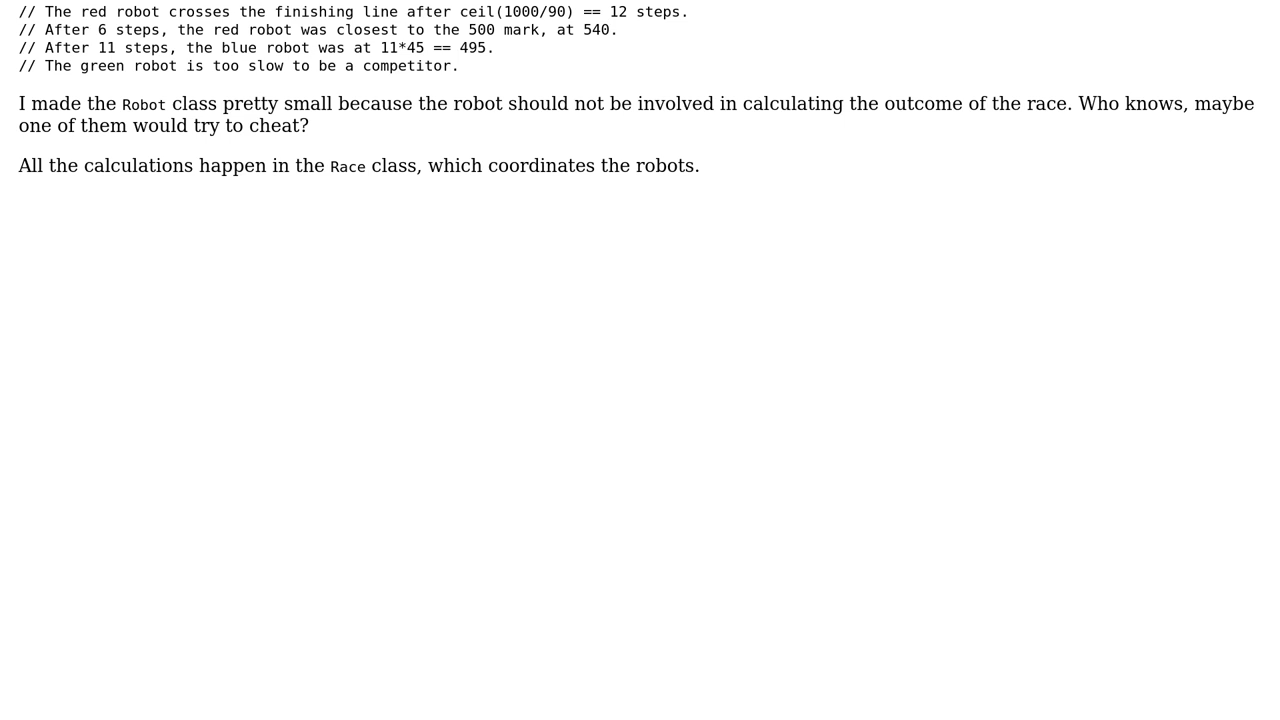 // The red robot crosses the finishing line after ceil(1000/90) == 12 steps.
// After 6 steps, the red robot was closest to the 500 mark, at 540.
// After 11 steps, the blue robot was at 11*45 == 495.
// The green robot is too slow to be a competitor.
I made the Robot class pretty small because the robot should not be involved in calculating the outcome of the race. Who knows, maybe
one of them would try to cheat?
All the calculations happen in the Race class, which coordinates the robots.